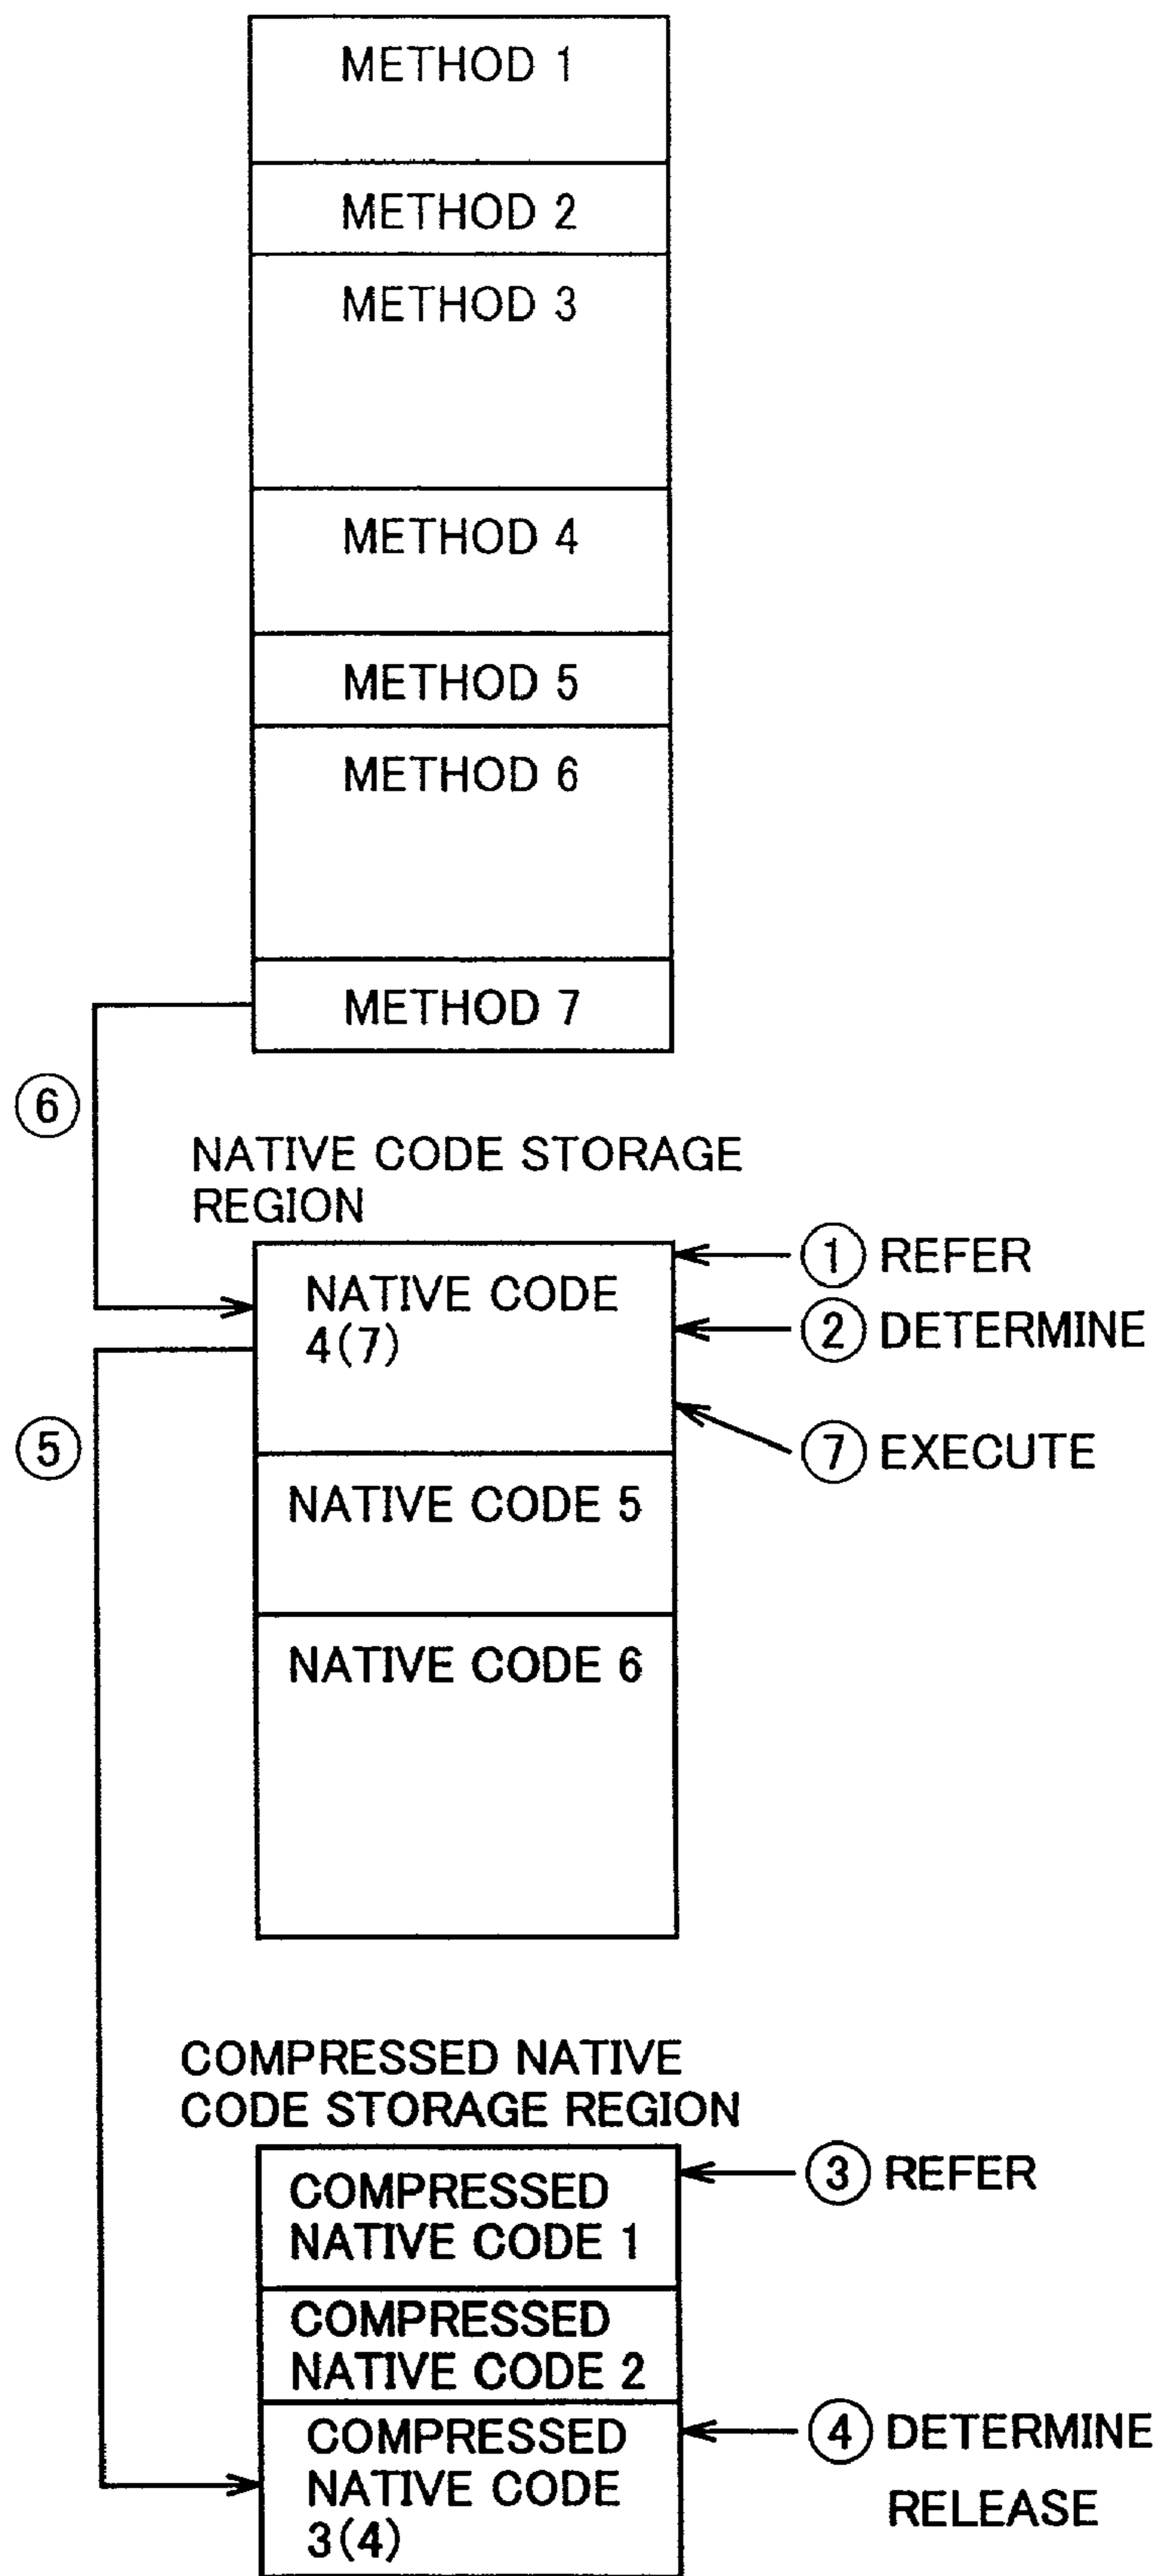 METHOD 1
METHOD 2
METHOD 3
METHOD 4
METHOD 5
METHOD 6
METHOD 7
⑥
NATIVE CODE STORAGE
REGION
① REFER
NATIVE CODE
4(7)
② DETERMINE
⑤
⑦ EXECUTE
NATIVE CODE 5
NATIVE CODE 6
COMPRESSED NATIVE
CODE STORAGE REGION
③ REFER
COMPRESSED
NATIVE CODE 1
COMPRESSED
NATIVE CODE 2
COMPRESSED
NATIVE CODE
3(4)
④ DETERMINE
RELEASE